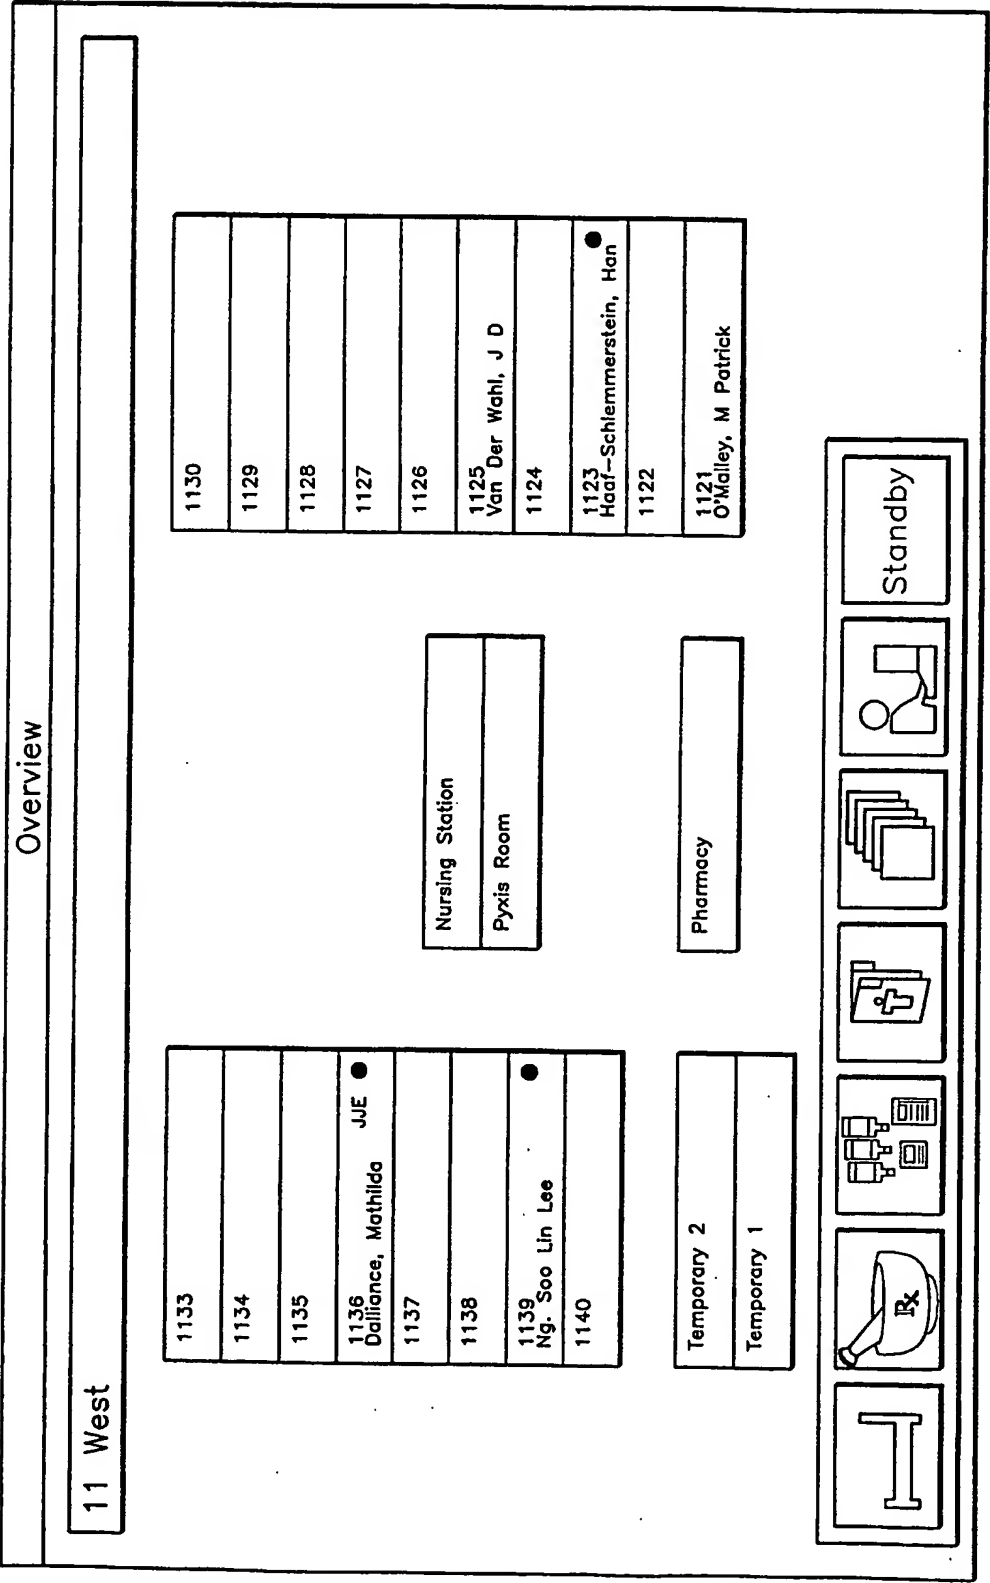 Overview
11 West
1133
1134
1135
1136
Dalliance, Mathilda JJE
1137
1138
1139
Ng. Soo Lin Lee
1140
Temporary 2
Temporary 1
Nursing Station
Pyxis Room
Pharmacy
1130
1129
1128
1127
1126
1125
Van Der Wahl, J D
1124
1123
Haaf-Schlemmerstein, Han
1122
1121
O'Malley, M Patrick
Rx
Standby